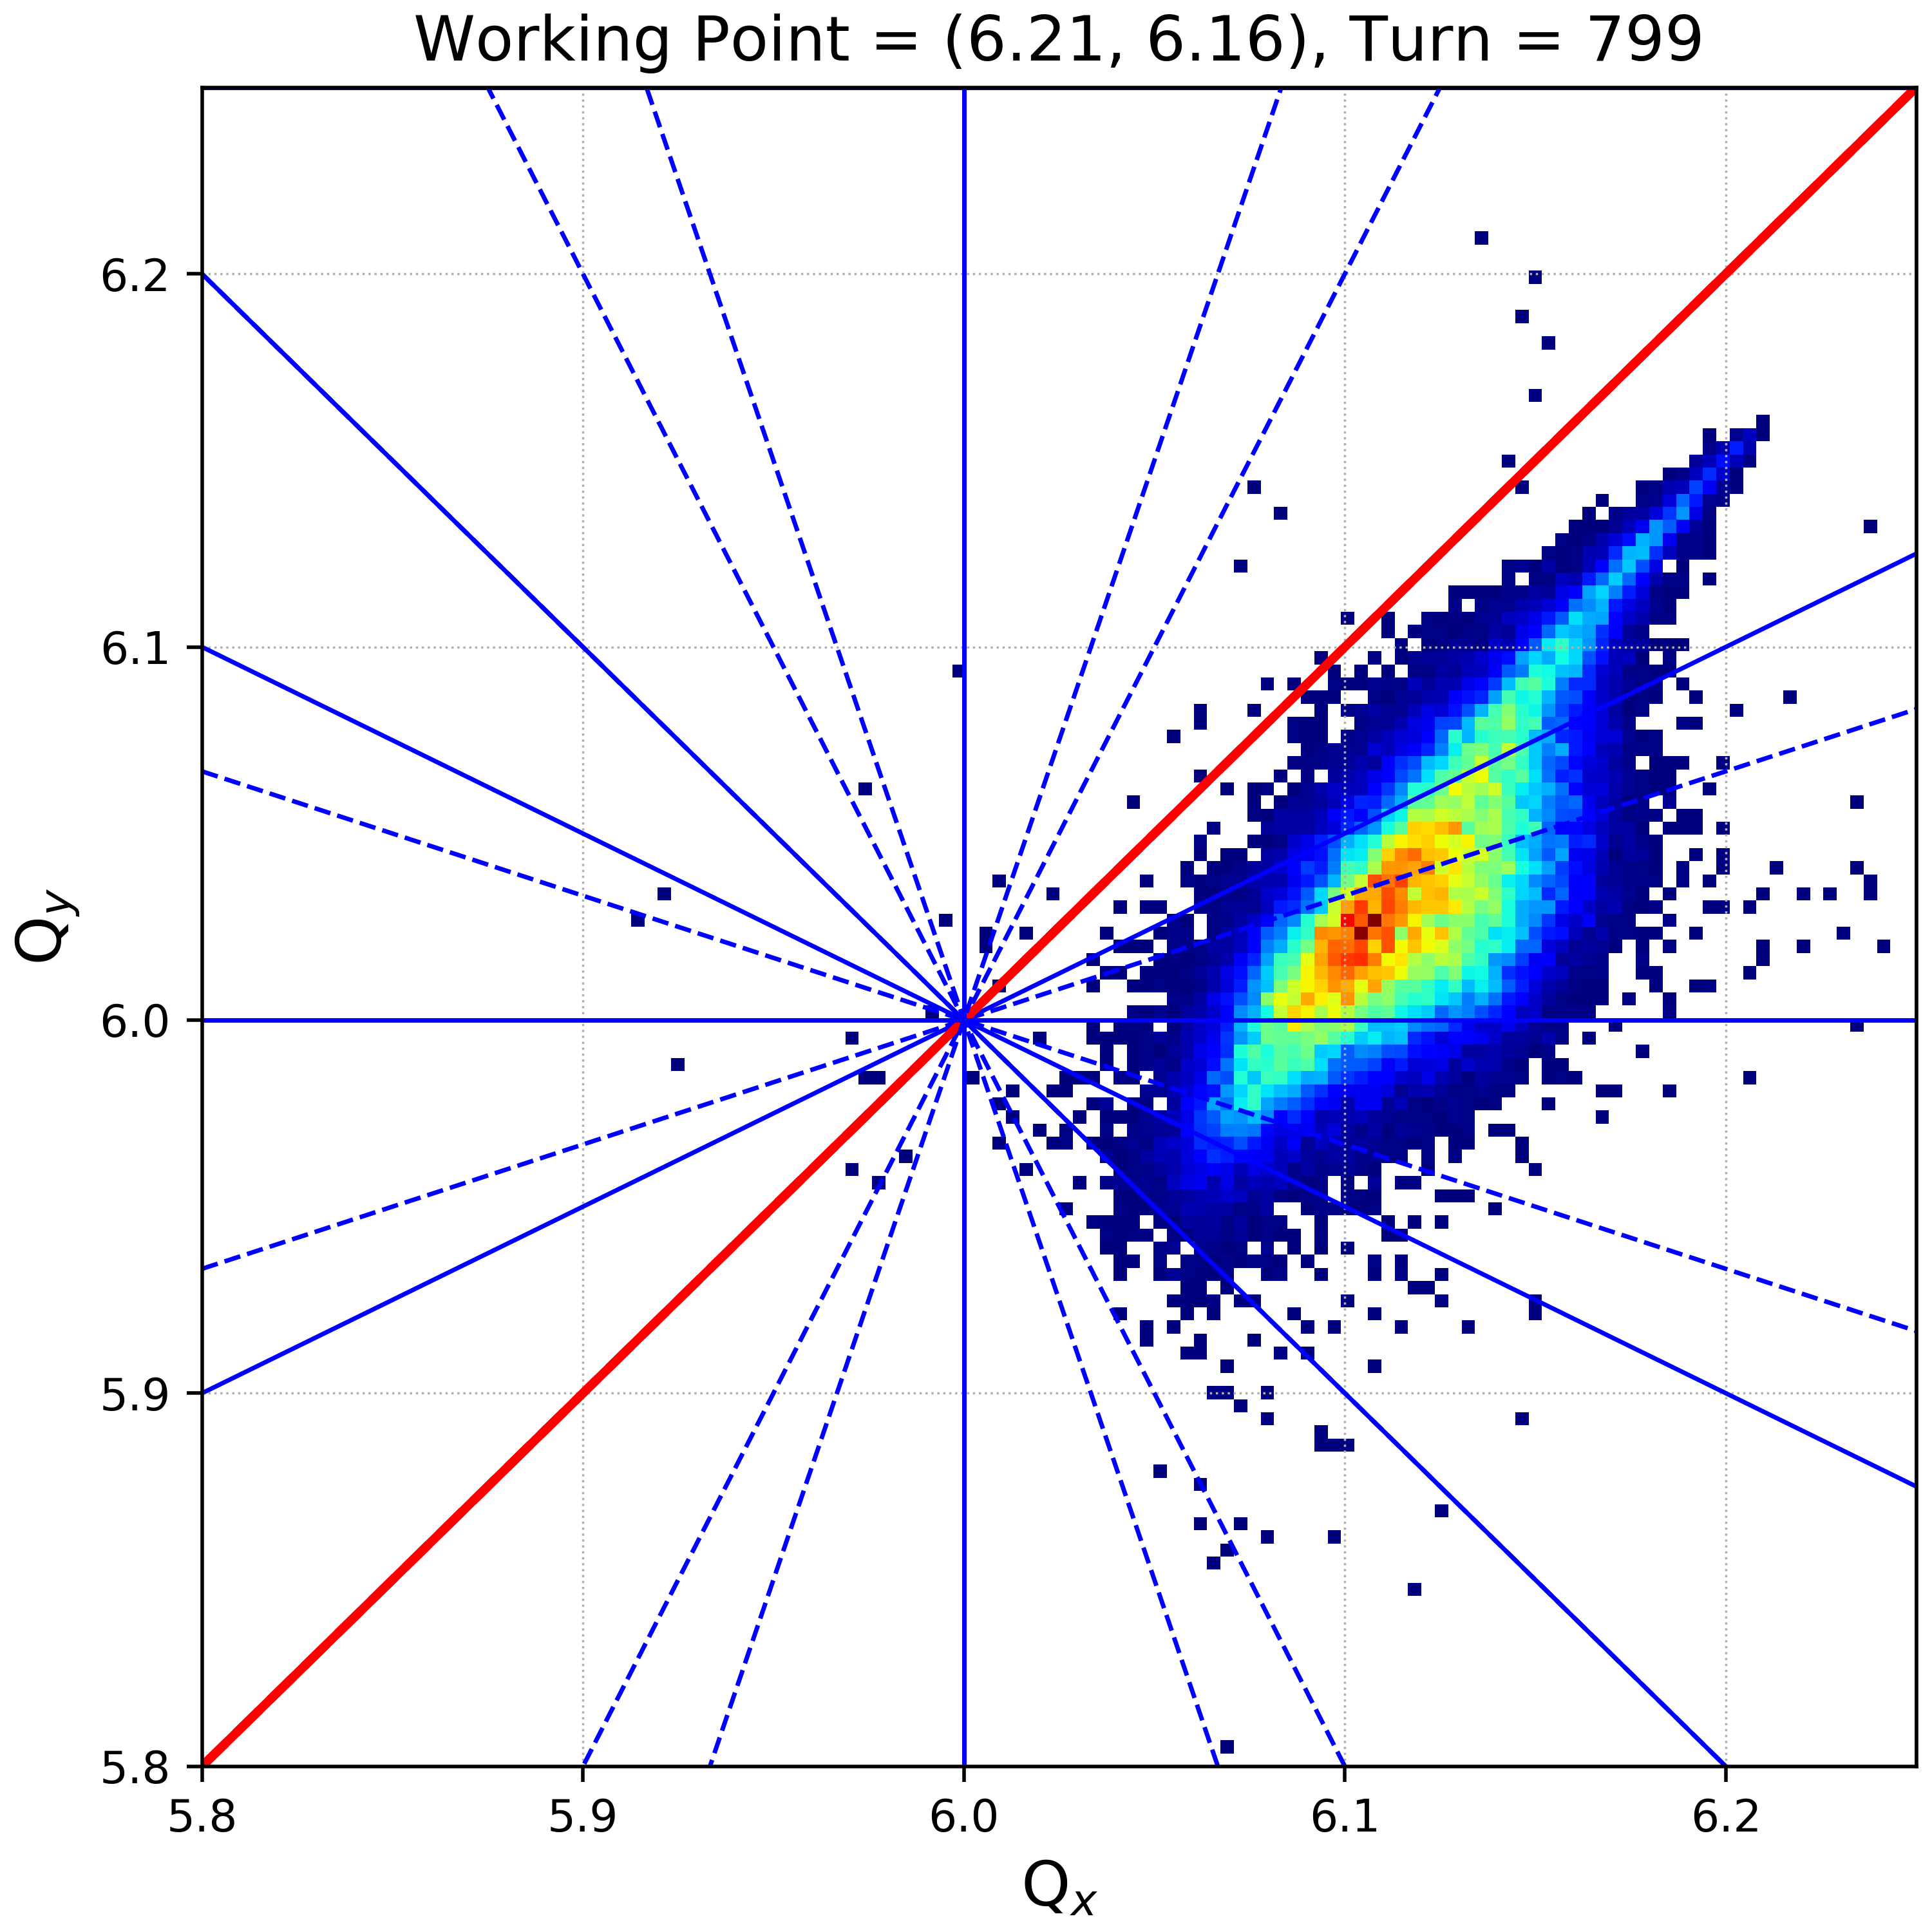 Working Point = (6.21, 6.16), Turn = 799
6.2
6.1
Qy
6.0
5.9
5.8
5.8 5.9 6.0 6.1 6.2
Qx